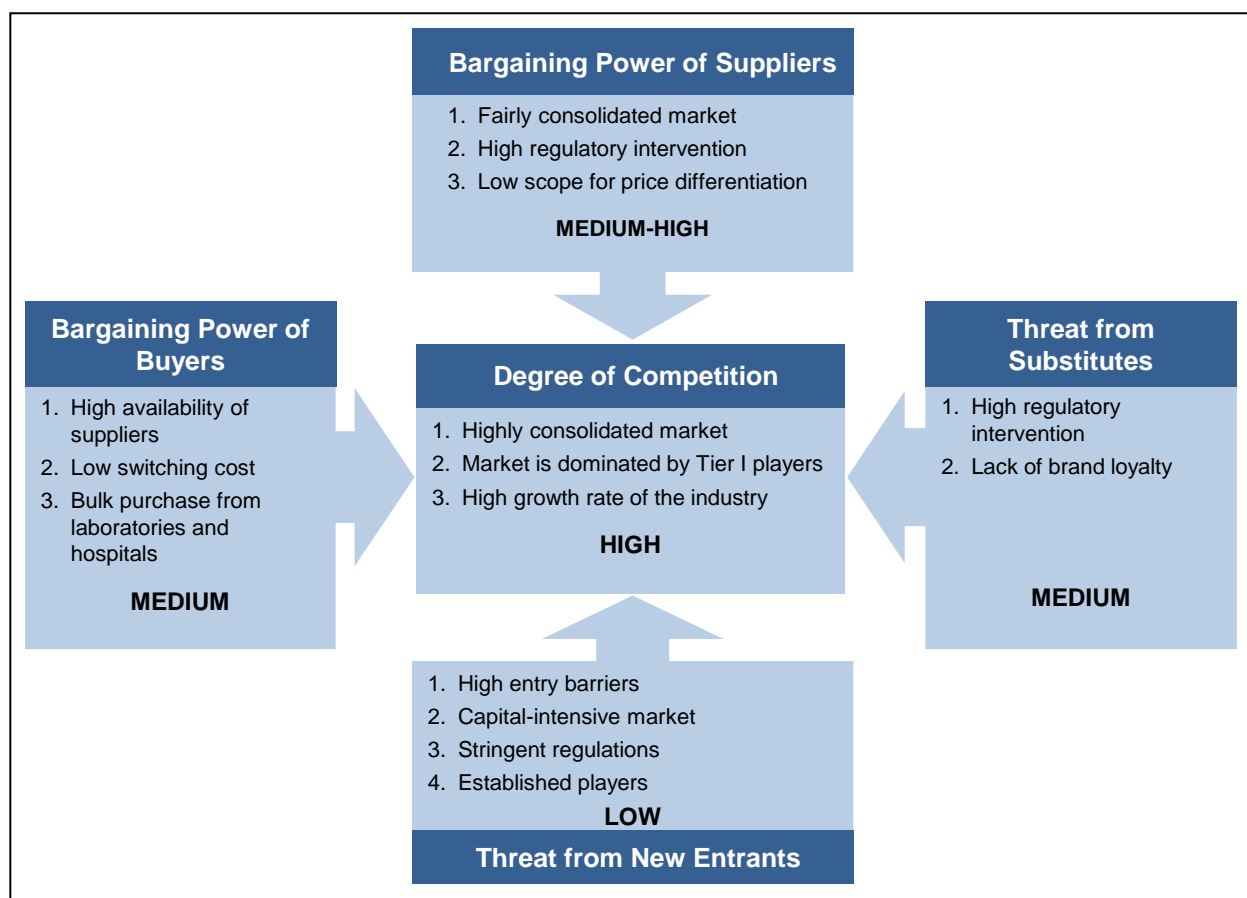 Bargaining Power of Suppliers
1. Fairly consolidated market
2. High regulatory intervention
3. Low scope for price differentiation
MEDIUM-HIGH
Bargaining Power of
Buyers
1. High availability of
suppliers
2. Low switching cost
3. Bulk purchase from
laboratories and
hospitals
MEDIUM
Degree of Competition
1. Highly consolidated market
2. Market is dominated by Tier I players
3. High growth rate of the industry
HIGH
Threat from
Substitutes
1. High regulatory
intervention
2. Lack of brand loyalty
MEDIUM
1. High entry barriers
2. Capital-intensive market
3. Stringent regulations
4. Established players
LOW
Threat from New Entrants